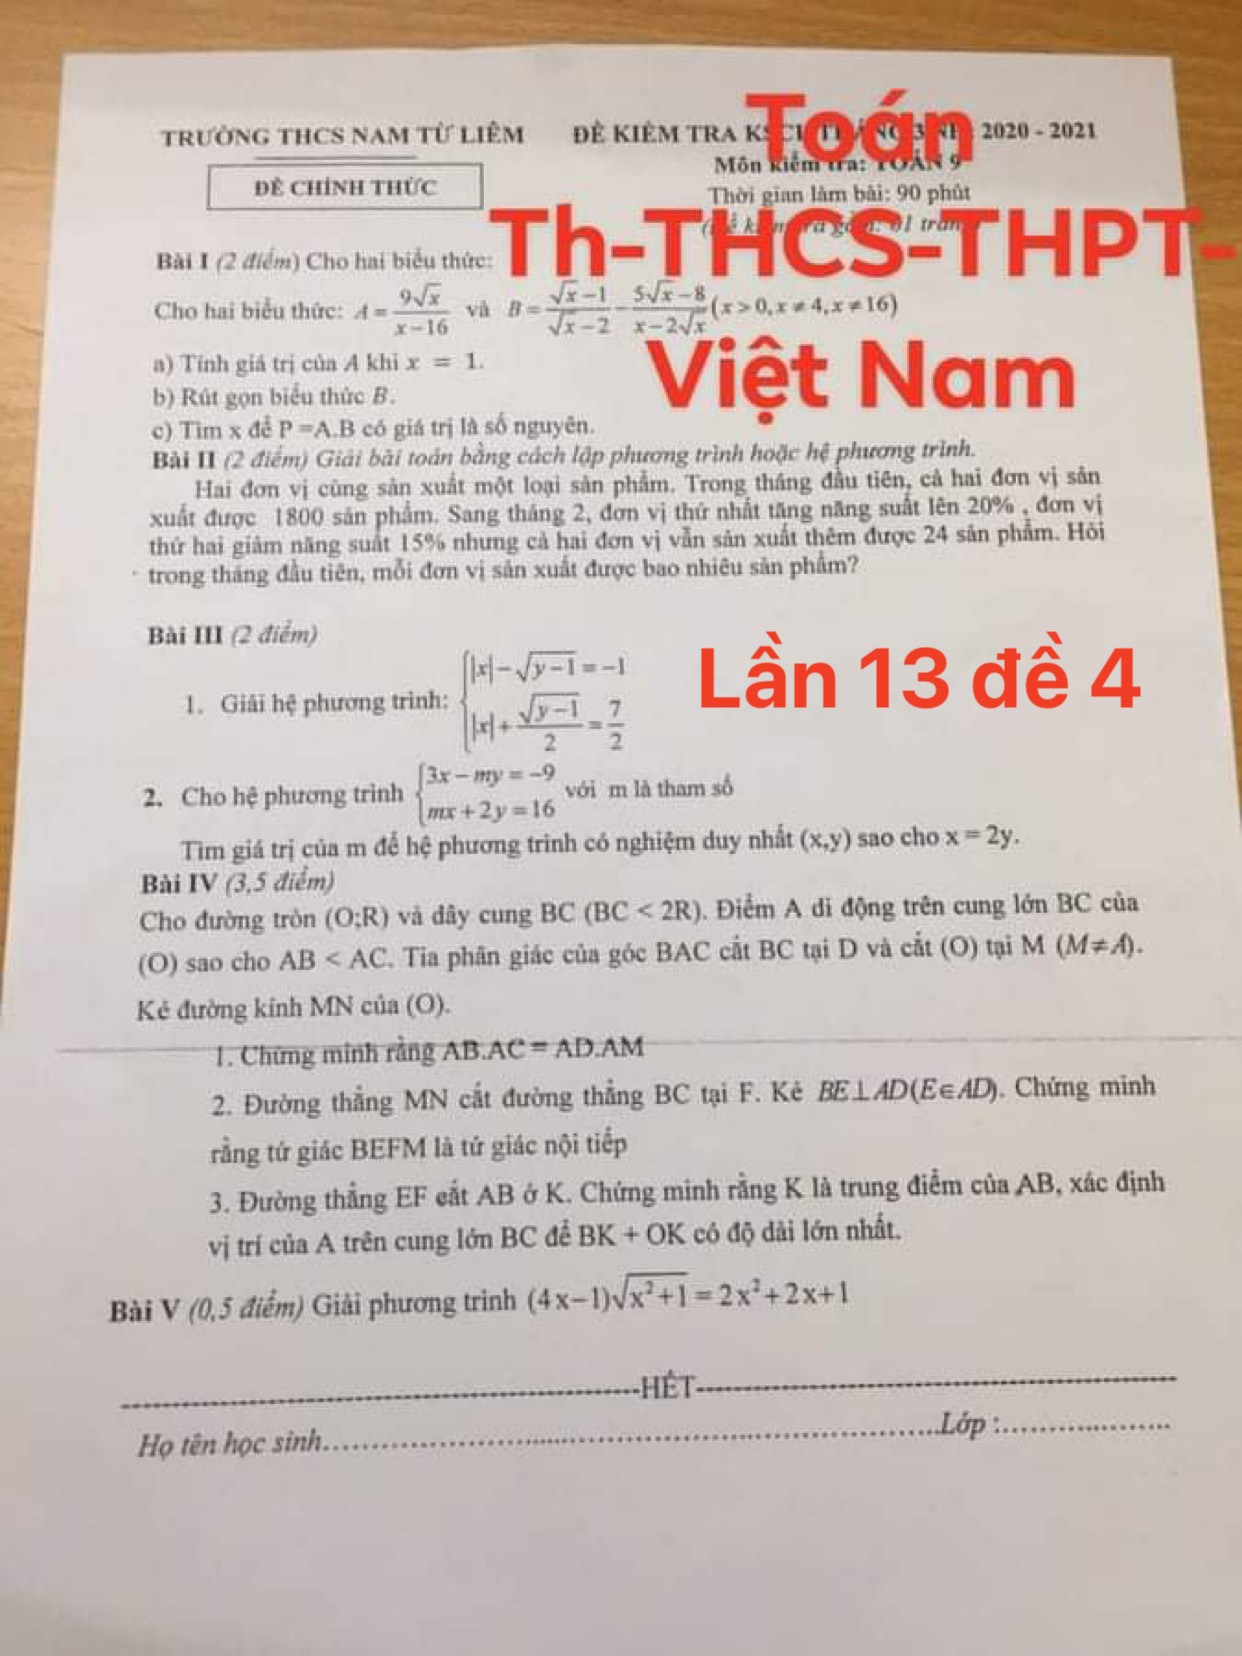 Toán
TRƯỜNG THCS NAM TỪ LIÊM ĐỀ KIỂM TRA 2020 - 2021
ĐỀ CHÍNH THỨC Môn kiểm tra: TOÁN 9
Thời gian làm bài: 90 phút
Th-THCS-THPT-
Bài I (2 điểm) Cho hai biểu thức:
Cho hai biểu thức: A = 9√x / (x − 16) và B = (√x − 1)/(√x − 2) − (5√x − 8)/(x − 2√x) (x > 0, x ≠ 4, x ≠ 16)
Việt Nam
a) Tính giá trị của A khi x = 1.
b) Rút gọn biểu thức B.
c) Tìm x để P =A.B có giá trị là số nguyên.
Bài II (2 điểm) Giải bài toán bằng cách lập phương trình hoặc hệ phương trình.
Hai đơn vị cùng sản xuất một loại sản phẩm. Trong tháng đầu tiên, cả hai đơn vị sản
xuất được 1800 sản phẩm. Sang tháng 2, đơn vị thứ nhất tăng năng suất lên 20% , đơn vị
thứ hai giảm năng suất 15% nhưng cả hai đơn vị vẫn sản xuất thêm được 24 sản phẩm. Hỏi
trong tháng đầu tiên, mỗi đơn vị sản xuất được bao nhiêu sản phẩm?
Bài III (2 điểm)
Lần 13 đề 4
1. Giải hệ phương trình: { |x| − √(y−1) = −1
|x| + √(y−1)/2 = 7/2
2. Cho hệ phương trình { 3x − my = −9
mx + 2y = 16 với m là tham số
Tìm giá trị của m để hệ phương trình có nghiệm duy nhất (x,y) sao cho x = 2y.
Bài IV (3,5 điểm)
Cho đường tròn (O;R) và dây cung BC (BC < 2R). Điểm A di động trên cung lớn BC của
(O) sao cho AB < AC. Tia phân giác của góc BAC cắt BC tại D và cắt (O) tại M (M ≠ A).
Kẻ đường kính MN của (O).
1. Chứng minh rằng AB.AC = AD.AM
2. Đường thẳng MN cắt đường thẳng BC tại F. Kẻ BE ⊥ AD(E ∈ AD). Chứng minh
rằng tứ giác BEFM là tứ giác nội tiếp
3. Đường thẳng EF cắt AB ở K. Chứng minh rằng K là trung điểm của AB, xác định
vị trí của A trên cung lớn BC để BK + OK có độ dài lớn nhất.
Bài V (0,5 điểm) Giải phương trình (4x−1)√(x²+1) = 2x²+2x+1
HẾT
Họ tên học sinh Lớp :